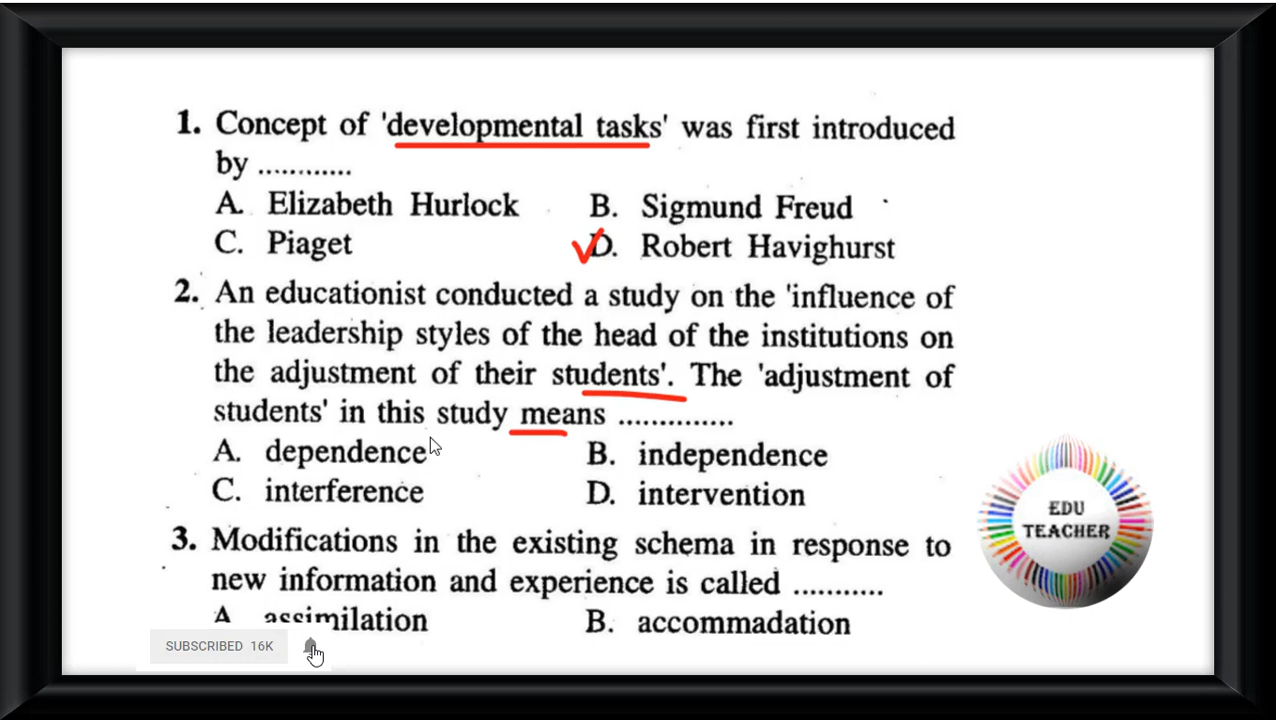 1. Concept of 'developmental tasks' was first introduced
by ............
A. Elizabeth Hurlock B. Sigmund Freud
C. Piaget D. Robert Havighurst
2. An educationist conducted a study on the 'influence of
the leadership styles of the head of the institutions on
the adjustment of their students'. The 'adjustment of
students' in this study means ..............
A. dependence B. independence
C. interference D. intervention
EDU
TEACHER
3. Modifications in the existing schema in response to
new information and experience is called ...........
A assimilation B. accommadation
SUBSCRIBED 16K